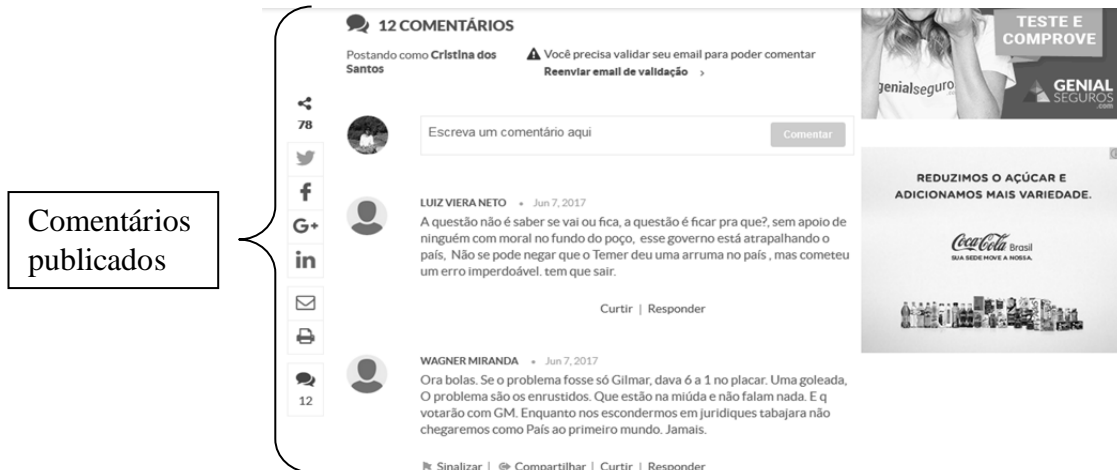 Comentários
publicados
12 COMENTÁRIOS
Postando como Cristina dos
Santos
Você precisa validar seu email para poder comentar
Reenviar email de validação ›
78
12
Escreva um comentário aqui
Comentar
LUIZ VIERA NETO • Jun 7, 2017
A questão não é saber se vai ou fica, a questão é ficar pra que?, sem apoio de
ninguém com moral no fundo do poço, esse governo está atrapalhando o
país, Não se pode negar que o Temer deu uma arruma no país , mas cometeu
um erro imperdoável. tem que sair.
Curtir | Responder
WAGNER MIRANDA • Jun 7, 2017
Ora bolas. Se o problema fosse só Gilmar, dava 6 a 1 no placar. Uma goleada,
O problema são os enrustidos. Que estão na miúda e não falam nada. E q
votarão com GM. Enquanto nos escondermos em juridiques tabajara não
chegaremos como País ao primeiro mundo. Jamais.
Sinalizar | Compartilhar | Curtir | Responder
TESTE E
COMPROVE
genialseguro
GENIAL
SEGUROS
.com
REDUZIMOS O AÇÚCAR E
ADICIONAMOS MAIS VARIEDADE.
Coca-Cola Brasil
SUA SEDE MOVE A NOSSA.